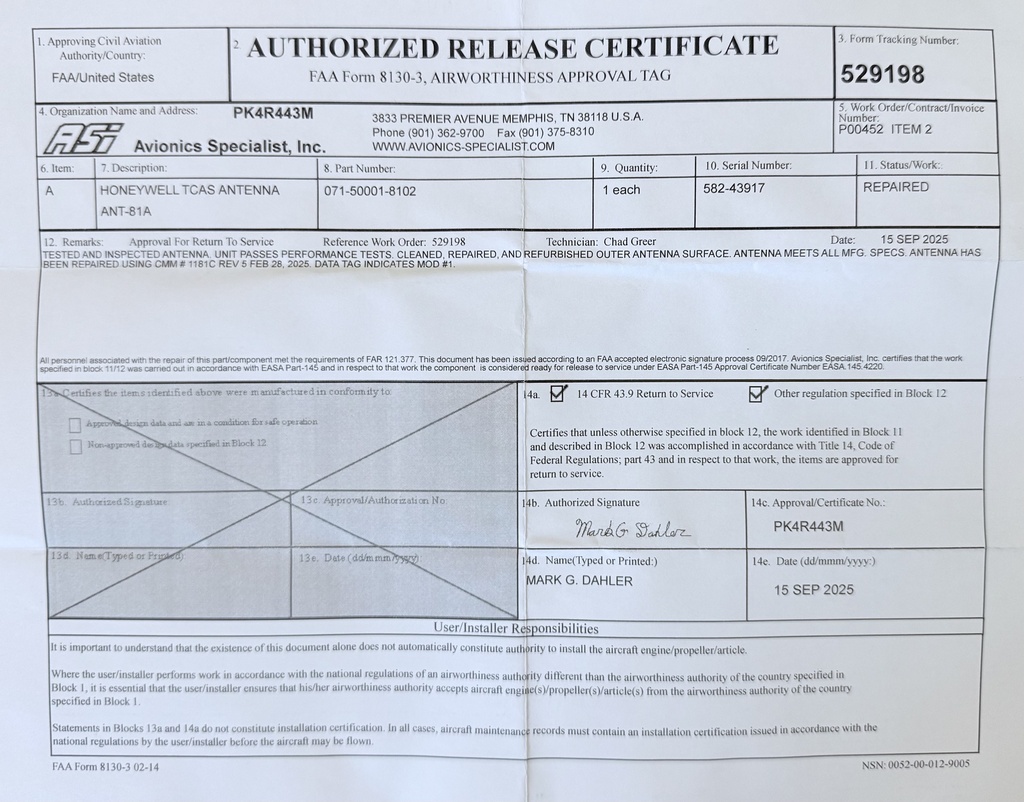 1. Approving Civil Aviation
Authority/Country:
FAA/United States
2
AUTHORIZED RELEASE CERTIFICATE
FAA Form 8130-3, AIRWORTHINESS APPROVAL TAG
3. Form Tracking Number:
529198
4. Organization Name and Address: PK4R443M
ASi Avionics Specialist, Inc.
3833 PREMIER AVENUE MEMPHIS, TN 38118 U.S.A.
Phone (901) 362-9700 Fax (901) 375-8310
WWW.AVIONICS-SPECIALIST.COM
5. Work Order/Contract/Invoice
Number:
P00452 ITEM 2
6. Item: 7. Description: 8. Part Number: 9. Quantity: 10. Serial Number: 11. Status/Work:
A HONEYWELL TCAS ANTENNA 071-50001-8102 1 each 582-43917 REPAIRED
ANT-81A
12. Remarks: Approval For Return To Service Reference Work Order: 529198 Technician: Chad Greer Date: 15 SEP 2025
TESTED AND INSPECTED ANTENNA. UNIT PASSES PERFORMANCE TESTS. CLEANED, REPAIRED, AND REFURBISHED OUTER ANTENNA SURFACE. ANTENNA MEETS ALL MFG. SPECS. ANTENNA HAS
BEEN REPAIRED USING CMM # 1181C REV 5 FEB 28, 2025. DATA TAG INDICATES MOD #1.
All personnel associated with the repair of this part/component met the requirements of FAR 121.377. This document has been issued according to an FAA accepted electronic signature process 09/2017. Avionics Specialist, Inc. certifies that the work
specified in block 11/12 was carried out in accordance with EASA Part-145 and in respect to that work the component is considered ready for release to service under EASA Part-145 Approval Certificate Number EASA.145.4220.
13a Certifies the items identified above were manufactured in conformity to:
Approved design data and are in a condition for safe operation
Non-approved design data specified in Block 12.
13b. Authorized Signature: 13c. Approval/Authorization No:
13d. Name(Typed or Printed): 13e. Date (dd/mmm/yyyy):
14a. 14 CFR 43.9 Return to Service Other regulation specified in Block 12
Certifies that unless otherwise specified in block 12, the work identified in Block 11
and described in Block 12 was accomplished in accordance with Title 14, Code of
Federal Regulations; part 43 and in respect to that work, the items are approved for
return to service.
14b. Authorized Signature 14c. Approval/Certificate No.:
Mark G Dahler PK4R443M
14d. Name(Typed or Printed:) 14e. Date (dd/mmm/yyyy:)
MARK G. DAHLER 15 SEP 2025
User/Installer Responsibilities
It is important to understand that the existence of this document alone does not automatically constitute authority to install the aircraft engine/propeller/article.
Where the user/installer performs work in accordance with the national regulations of an airworthiness authority different than the airworthiness authority of the country specified in
Block 1, it is essential that the user/installer ensures that his/her airworthiness authority accepts aircraft engine(s)/propeller(s)/article(s) from the airworthiness authority of the country
specified in Block 1.
Statements in Blocks 13a and 14a do not constitute installation certification. In all cases, aircraft maintenance records must contain an installation certification issued in accordance with the
national regulations by the user/installer before the aircraft may be flown.
FAA Form 8130-3 02-14 NSN: 0052-00-012-9005